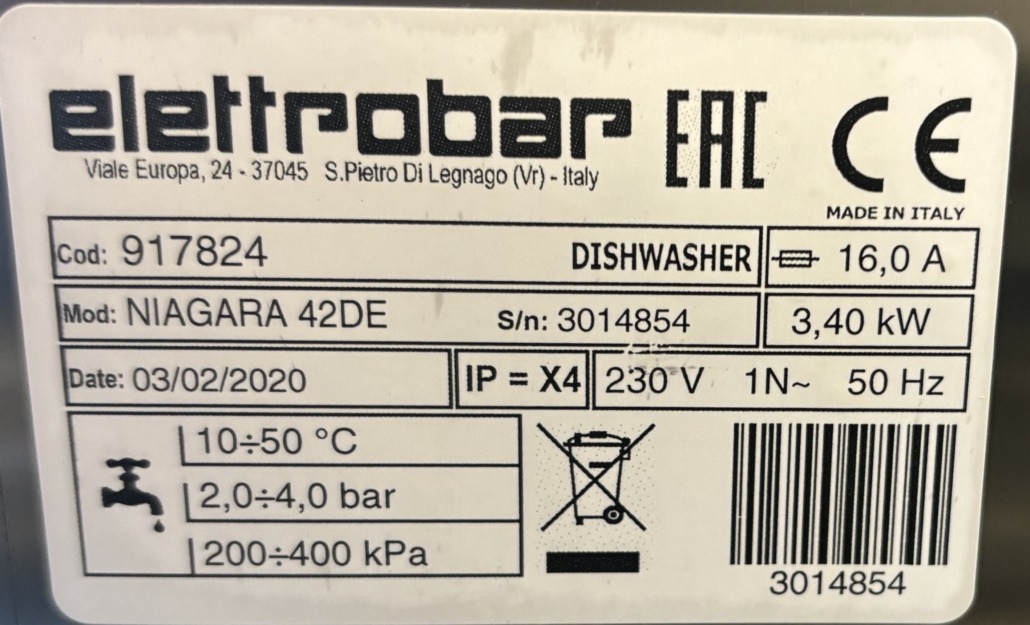 elettrobar
EAC CE
Viale Europa, 24 - 37045 S.Pietro Di Legnago (Vr) - Italy
MADE IN ITALY
Cod: 917824 DISHWASHER 16,0 A
Mod: NIAGARA 42DE S/n: 3014854 3,40 kW
Date: 03/02/2020 IP = X4 230 V 1N~ 50 Hz
10÷50 °C
2,0÷4,0 bar
200÷400 kPa
3014854